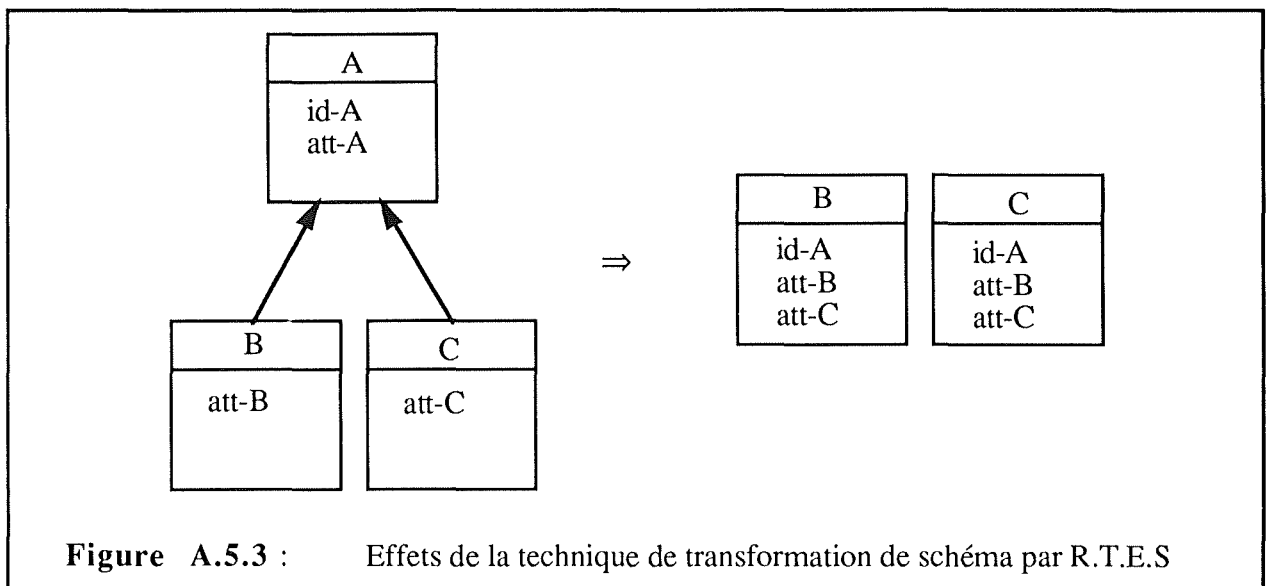 A
id-A
att-A
B
att-B
C
att-C
⇒
B
id-A
att-B
att-C
C
id-A
att-B
att-C
Figure A.5.3 : Effets de la technique de transformation de schéma par R.T.E.S